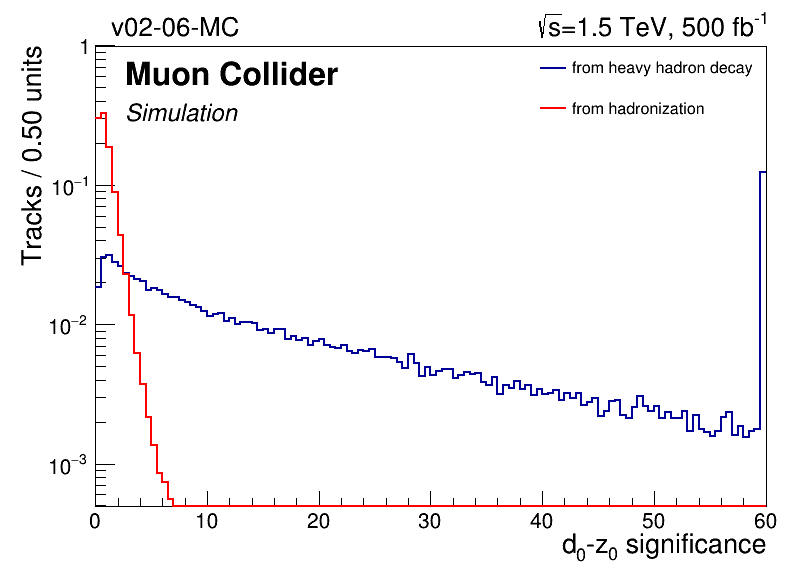 v02-06-MC
√s=1.5 TeV, 500 fb⁻¹
Muon Collider
Simulation
from heavy hadron decay
from hadronization
Tracks / 0.50 units
1
10⁻¹
10⁻²
10⁻³
0 10 20 30 40 50 60
d₀-z₀ significance